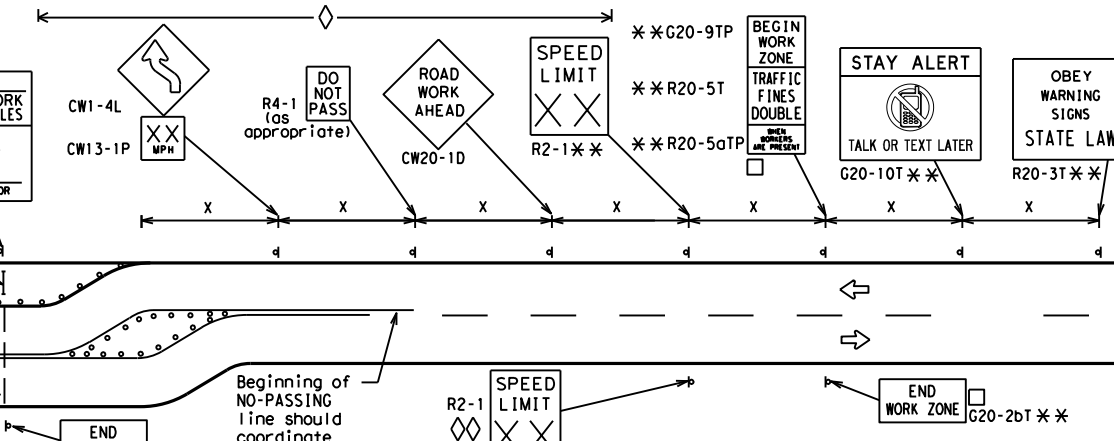 ORK
LES
OR
CW1-4L
XX
MPH
CW13-1P
R4-1
(as
appropriate)
DO
NOT
PASS
ROAD
WORK
AHEAD
CW20-1D
SPEED
LIMIT
X X
R2-1**
**G20-9TP
**R20-5T
**R20-5aTP
BEGIN
WORK
ZONE
TRAFFIC
FINES
DOUBLE
WHEN
WORKERS
ARE PRESENT
STAY ALERT
TALK OR TEXT LATER
G20-10T **
OBEY
WARNING
SIGNS
STATE LAW
R20-3T **
X X X X X X X
Beginning of
NO-PASSING
line should
coordinate
R2-1
SPEED
LIMIT
X X
END
WORK ZONE
G20-2bT **
END